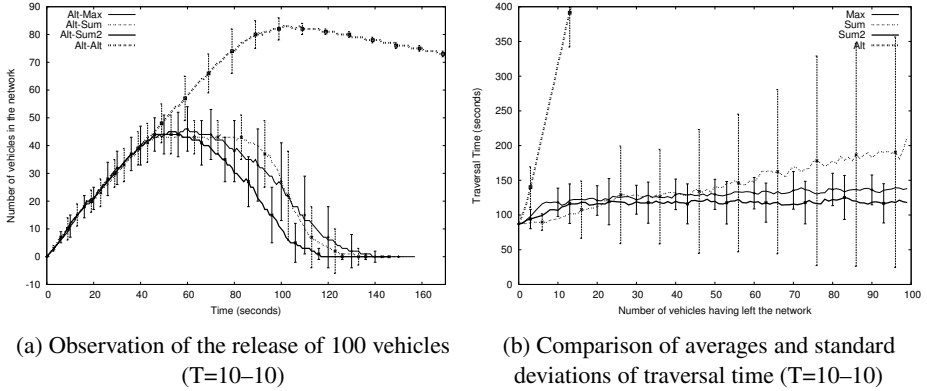 Alt-Max
Alt-Sum
Alt-Sum2
Alt-Alt
Number of vehicles in the network
90
80
70
60
50
40
30
20
10
0
-10
0 20 40 60 80 100 120 140 160
Time (seconds)
Max
Sum
Sum2
Alt
Traversal Time (seconds)
400
350
300
250
200
150
100
50
0
0 10 20 30 40 50 60 70 80 90 100
Number of vehicles having left the network
(a) Observation of the release of 100 vehicles
(T=10–10)
(b) Comparison of averages and standard
deviations of traversal time (T=10–10)